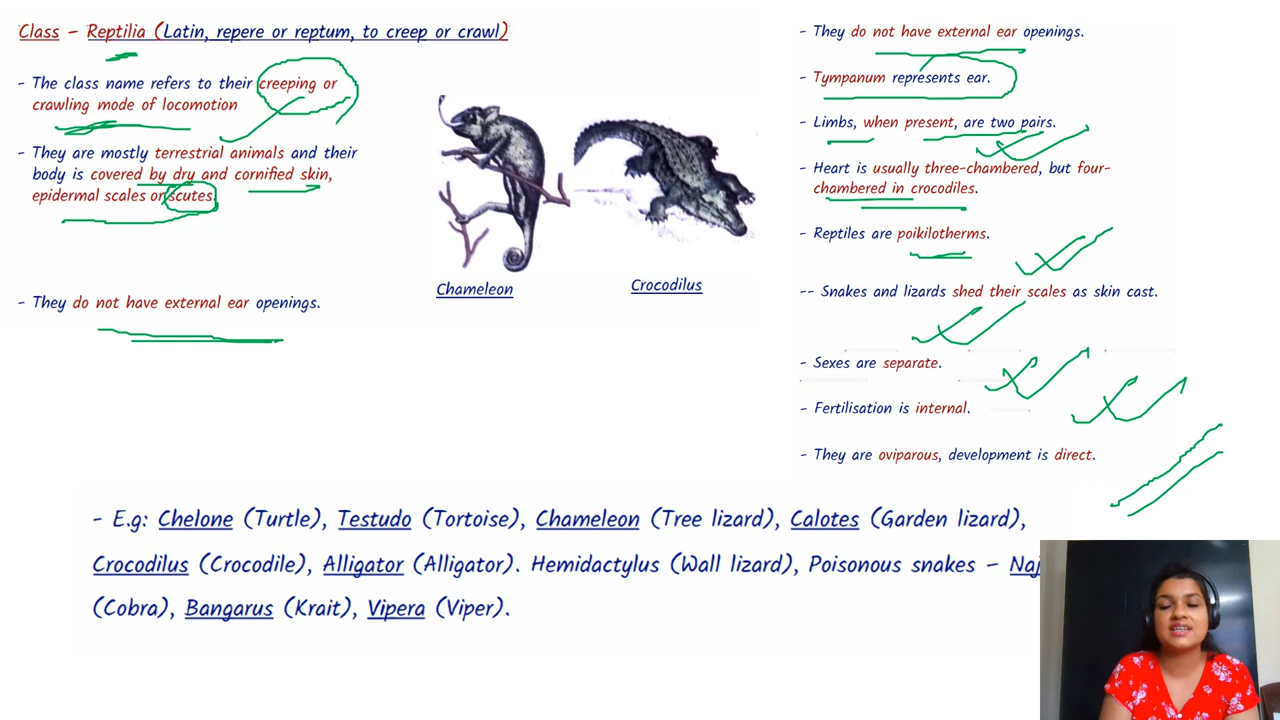 Class – Reptilia (Latin, repere or reptum, to creep or crawl)
- The class name refers to their creeping or
crawling mode of locomotion
- They are mostly terrestrial animals and their
body is covered by dry and cornified skin,
epidermal scales or scutes.
- They do not have external ear openings.
Chameleon
Crocodilus
- They do not have external ear openings.
- Tympanum represents ear.
- Limbs, when present, are two pairs.
- Heart is usually three-chambered, but four-
chambered in crocodiles.
- Reptiles are poikilotherms.
-- Snakes and lizards shed their scales as skin cast.
- Sexes are separate.
- Fertilisation is internal.
- They are oviparous, development is direct.
- E.g: Chelone (Turtle), Testudo (Tortoise), Chameleon (Tree lizard), Calotes (Garden lizard),
Crocodilus (Crocodile), Alligator (Alligator). Hemidactylus (Wall lizard), Poisonous snakes – Naj
(Cobra), Bangarus (Krait), Vipera (Viper).